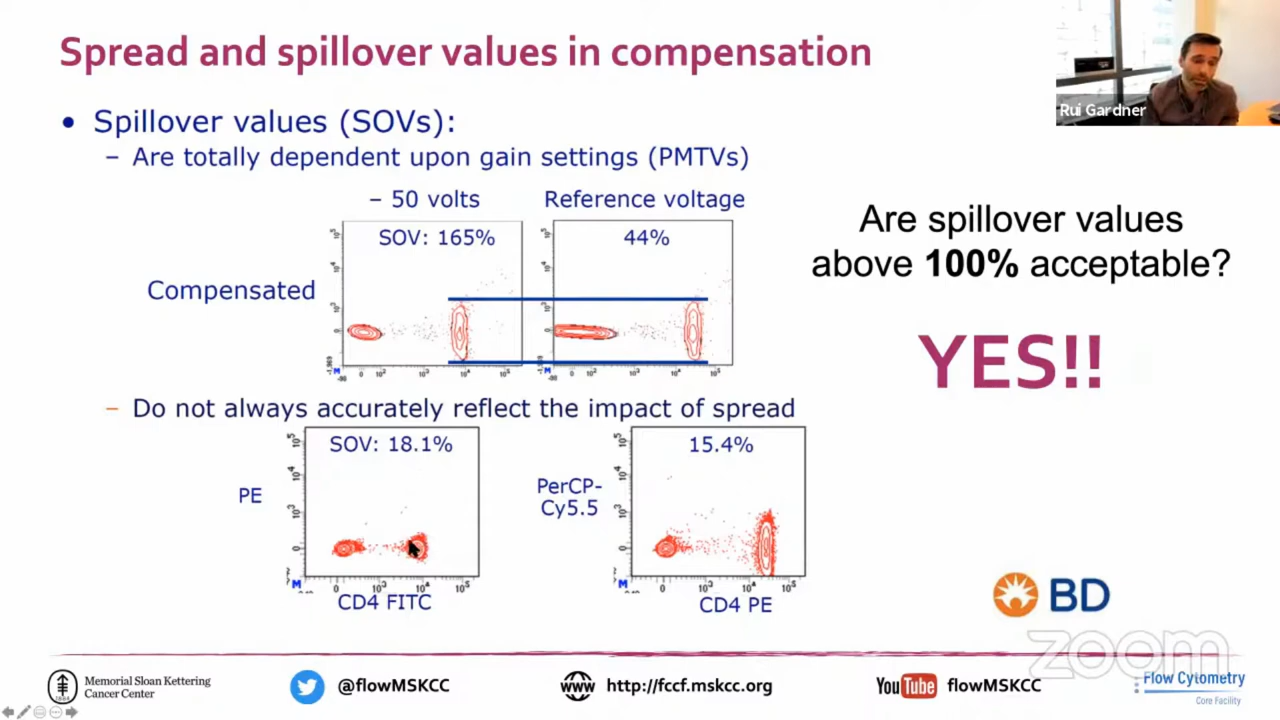 Spread and spillover values in compensation
Rui Gardner
• Spillover values (SOVs):
– Are totally dependent upon gain settings (PMTVs)
– 50 volts
Reference voltage
SOV: 165%
44%
Compensated
Are spillover values
above 100% acceptable?
YES!!
– Do not always accurately reflect the impact of spread
SOV: 18.1%
15.4%
PE
PerCP-
Cy5.5
CD4 FITC
CD4 PE
BD
zoom
Memorial Sloan Kettering
Cancer Center
@flowMSKCC
http://fccf.mskcc.org
YouTube flowMSKCC
Flow Cytometry
Core Facility